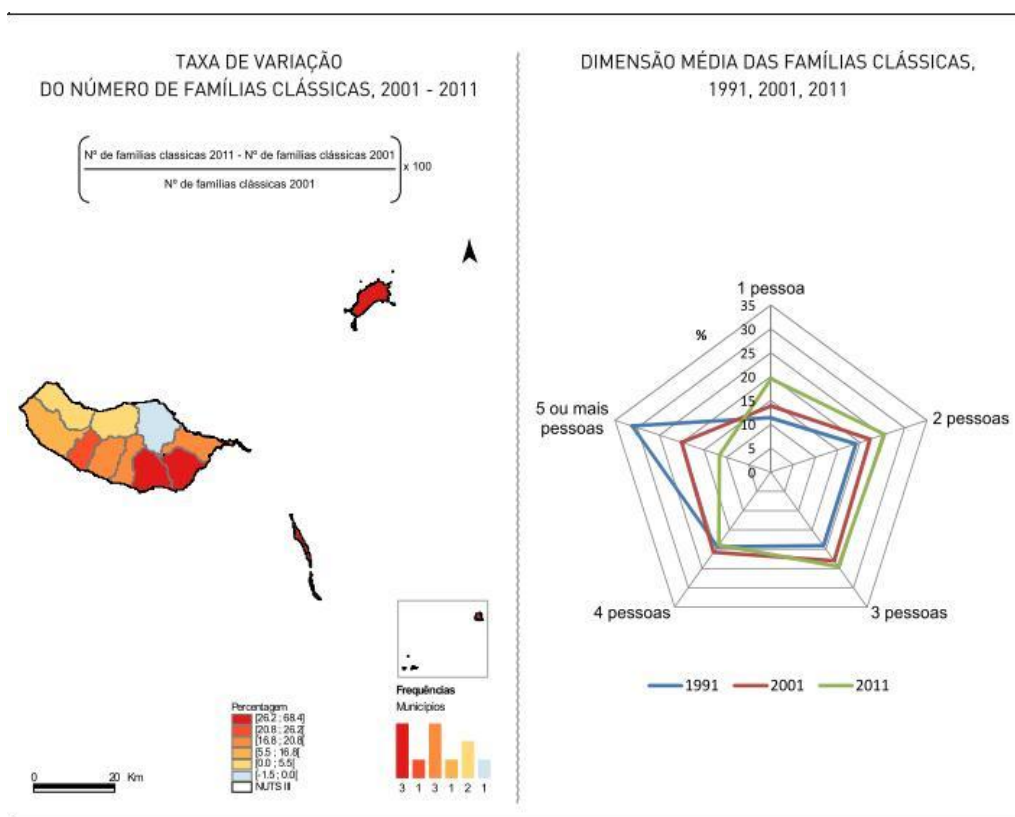 TAXA DE VARIAÇÃO
DO NÚMERO DE FAMÍLIAS CLÁSSICAS, 2001 - 2011
Nº de famílias classicas 2011 - Nº de famílias clássicas 2001
x 100
Nº de famílias clássicas 2001
Frequências
Municípios
3 1 3 1 2 1
Percentagem
[26.2 ; 68.4]
[20.8 ; 26.2[
[16.8 ; 20.8[
[5.5 ; 16.8[
[0.0 ; 5.5[
[-1.5 ; 0.0[
NUTS III
0 20 Km
DIMENSÃO MÉDIA DAS FAMÍLIAS CLÁSSICAS,
1991, 2001, 2011
1 pessoa
35
%
30
25
20
15
10
5
0
5 ou mais
pessoas
2 pessoas
4 pessoas
3 pessoas
1991 2001 2011